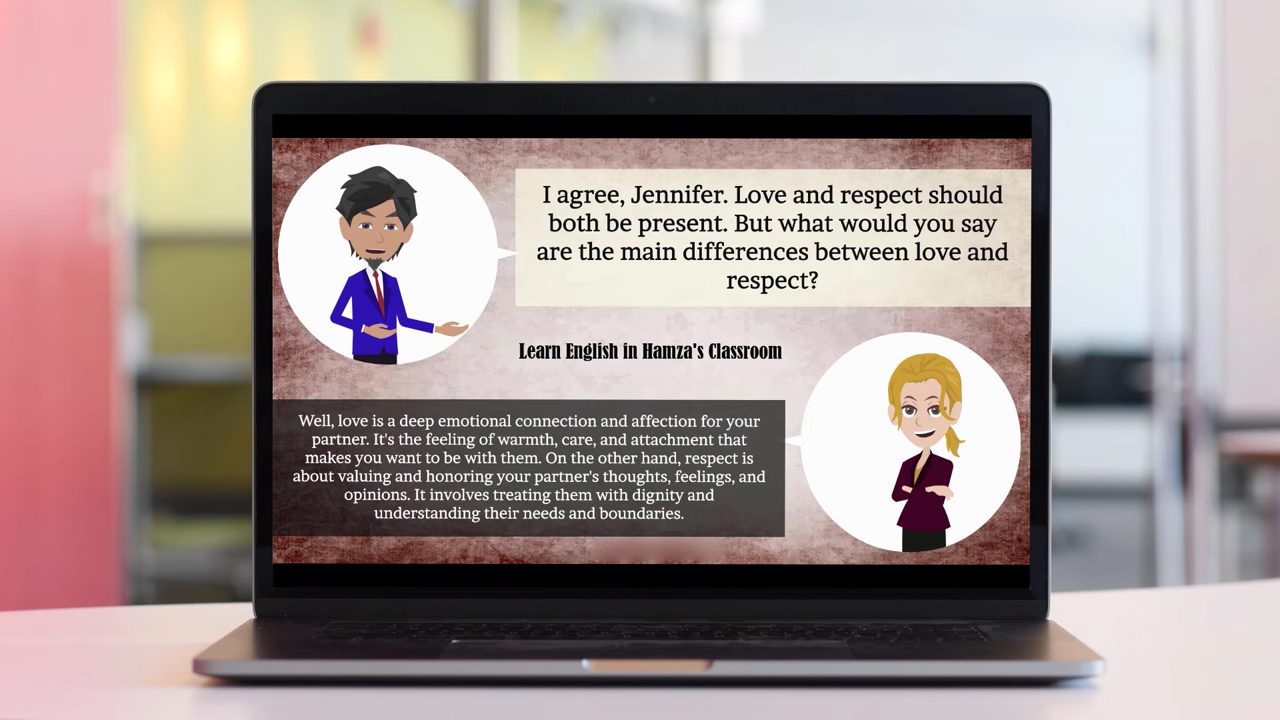 I agree, Jennifer. Love and respect should
both be present. But what would you say
are the main differences between love and
respect?
Learn English in Hamza's Classroom
Well, love is a deep emotional connection and affection for your
partner. It's the feeling of warmth, care, and attachment that
makes you want to be with them. On the other hand, respect is
about valuing and honoring your partner's thoughts, feelings, and
opinions. It involves treating them with dignity and
understanding their needs and boundaries.